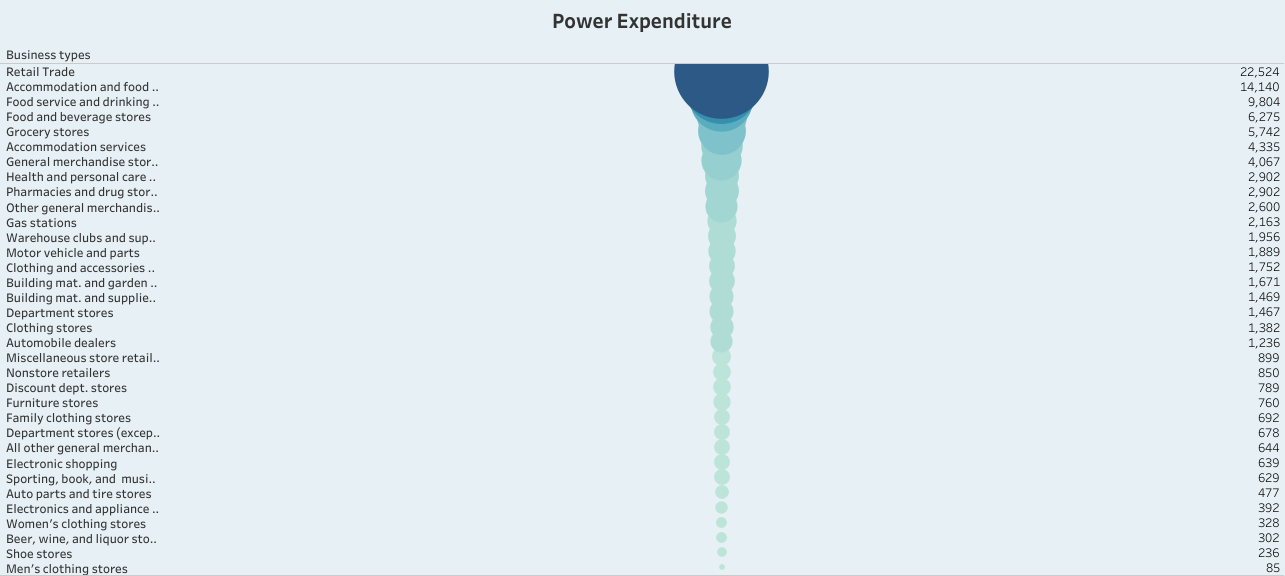 Power Expenditure
Business types
Retail Trade 22,524
Accommodation and food .. 14,140
Food service and drinking .. 9,804
Food and beverage stores 6,275
Grocery stores 5,742
Accommodation services 4,335
General merchandise stor.. 4,067
Health and personal care .. 2,902
Pharmacies and drug stor.. 2,902
Other general merchandis.. 2,600
Gas stations 2,163
Warehouse clubs and sup.. 1,956
Motor vehicle and parts 1,889
Clothing and accessories .. 1,752
Building mat. and garden .. 1,671
Building mat. and supplie.. 1,469
Department stores 1,467
Clothing stores 1,382
Automobile dealers 1,236
Miscellaneous store retail.. 899
Nonstore retailers 850
Discount dept. stores 789
Furniture stores 760
Family clothing stores 692
Department stores (excep.. 678
All other general merchan.. 644
Electronic shopping 639
Sporting, book, and  musi.. 629
Auto parts and tire stores 477
Electronics and appliance .. 392
Women’s clothing stores 328
Beer, wine, and liquor sto.. 302
Shoe stores 236
Men’s clothing stores 85